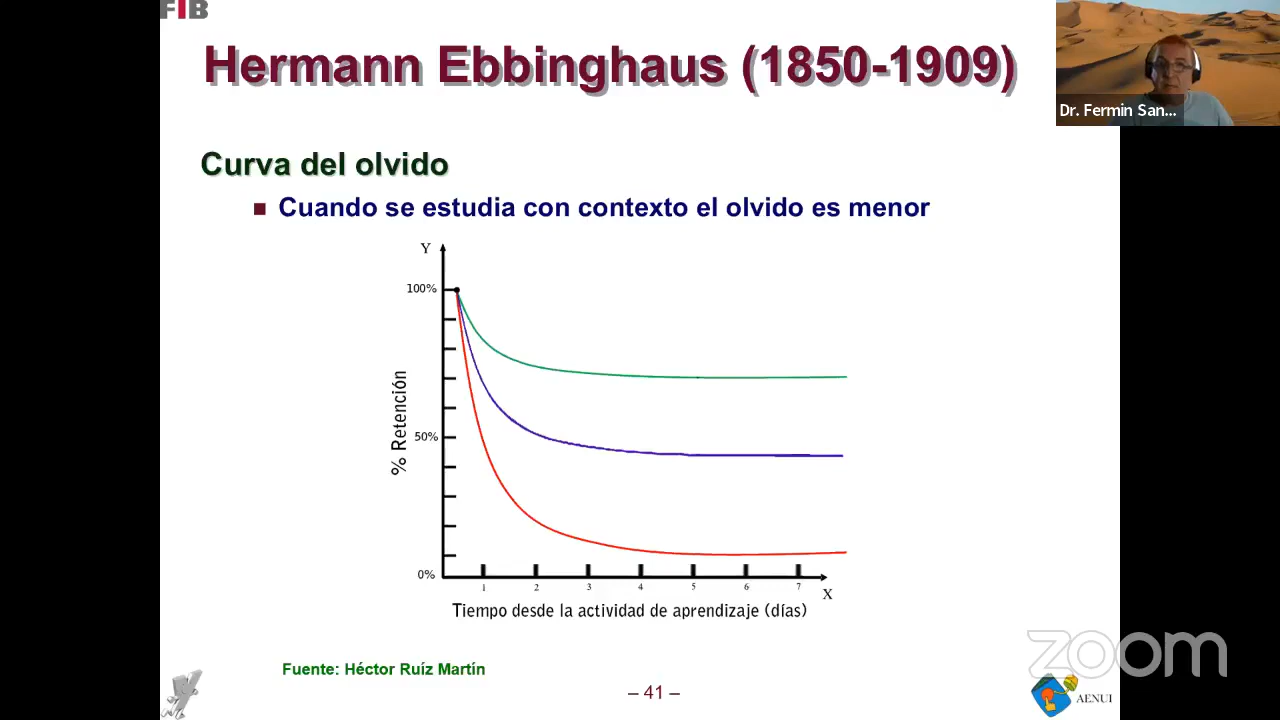 FIB
Hermann Ebbinghaus (1850-1909)
Dr. Fermin San...
Curva del olvido
Cuando se estudia con contexto el olvido es menor
Y
100%
% Retención
50%
0%
1 2 3 4 5 6 7
X
Tiempo desde la actividad de aprendizaje (días)
Fuente: Héctor Ruíz Martín
– 41 –
zoom
AENUI